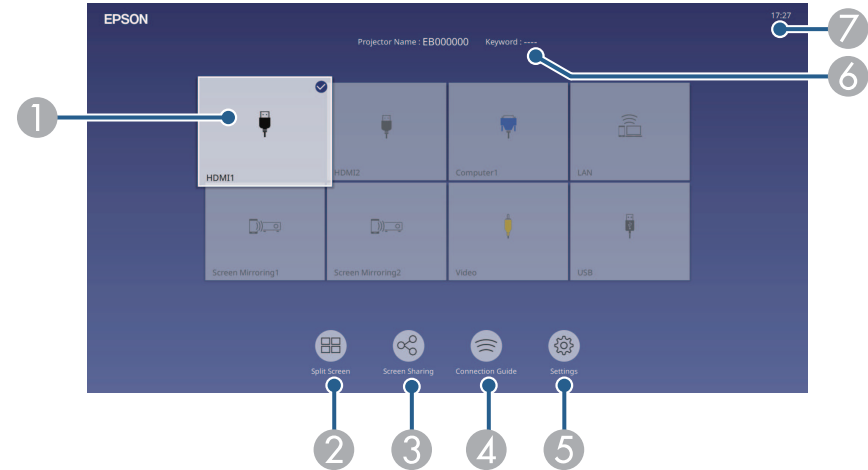 EPSON
17:27
7
Projector Name : EB000000 Keyword : ----
6
1
HDMI1
HDMI2
Computer1
LAN
Screen Mirroring1
Screen Mirroring2
Video
USB
Split Screen
Screen Sharing
Connection Guide
Settings
2
3
4
5